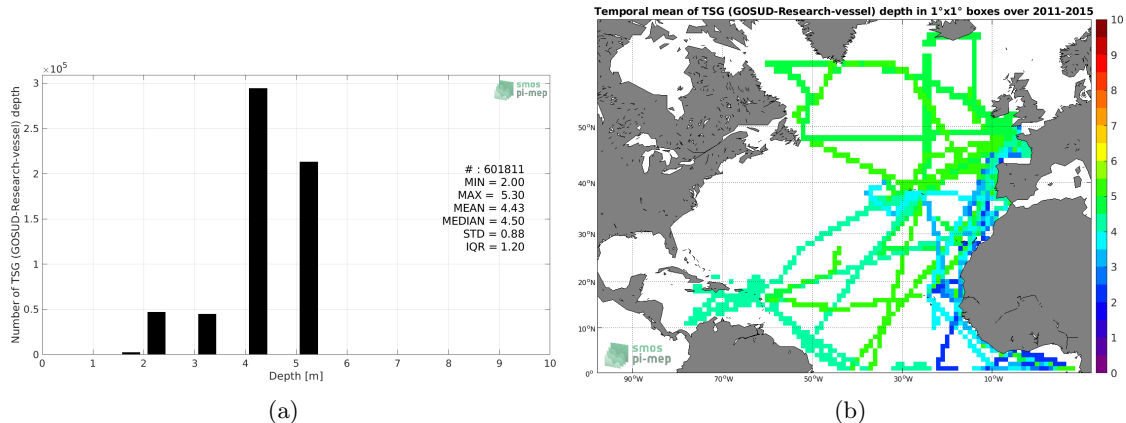 ×10⁵
3
2.5
2
1.5
1
0.5
0
Number of TSG (GOSUD-Research-vessel) depth
0 1 2 3 4 5 6 7 8 9 10
Depth [m]
smos
pi-mep
# : 601811
MIN = 2.00
MAX = 5.30
MEAN = 4.43
MEDIAN = 4.50
STD = 0.88
IQR = 1.20
(a)
Temporal mean of TSG (GOSUD-Research-vessel) depth in 1°x1° boxes over 2011-2015
50°N
40°N
30°N
20°N
10°N
0°
90°W 70°W 50°W 30°W 10°W
smos
pi-mep
10
9
8
7
6
5
4
3
2
1
0
(b)